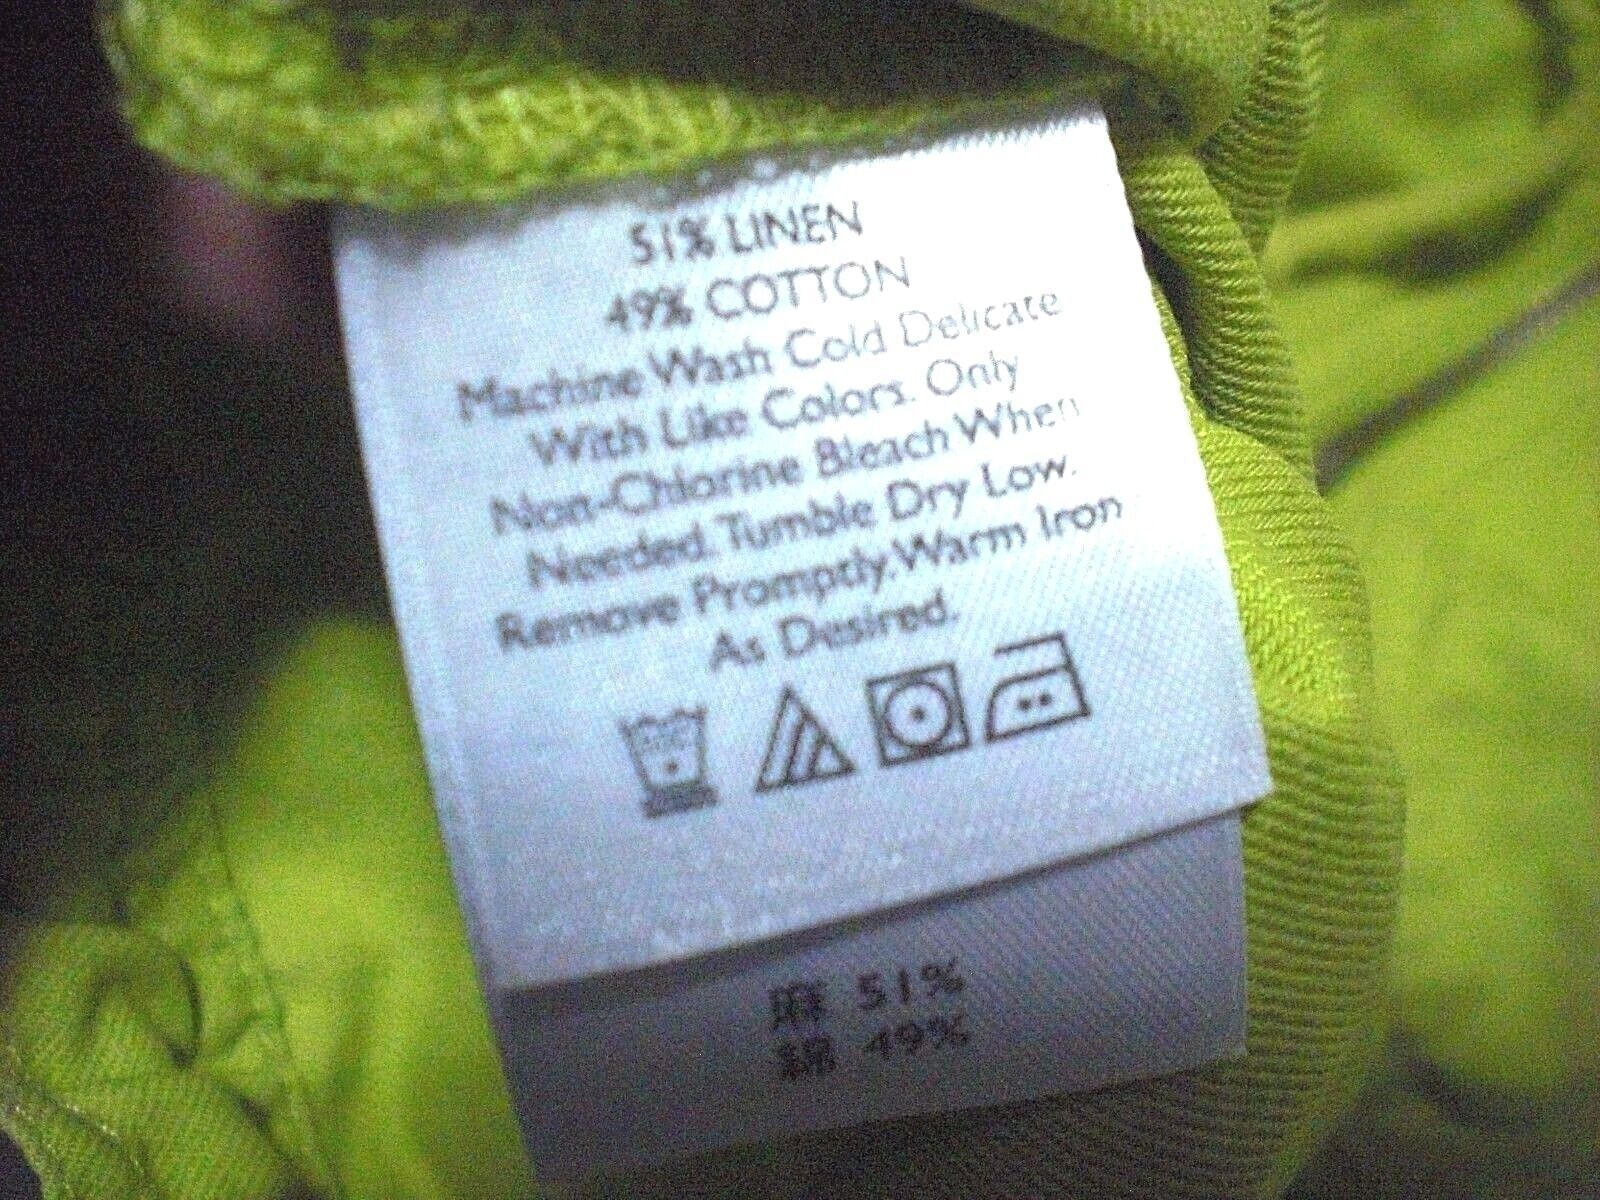 51% LINEN
49% COTTON
Machine Wash Cold Delicate
With Like Colors. Only
Non-Chlorine Bleach When
Needed. Tumble Dry Low.
Remove Promptly. Warm Iron
As Desired.
麻 51%
綿 49%